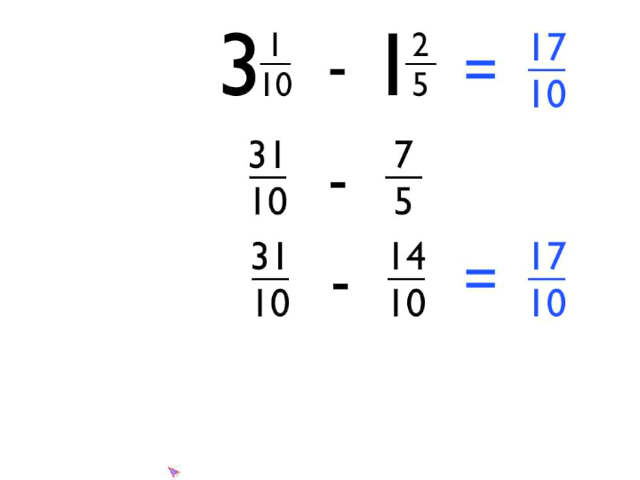 3 1/10 - 1 2/5 = 17/10
31/10 - 7/5
31/10 - 14/10 = 17/10